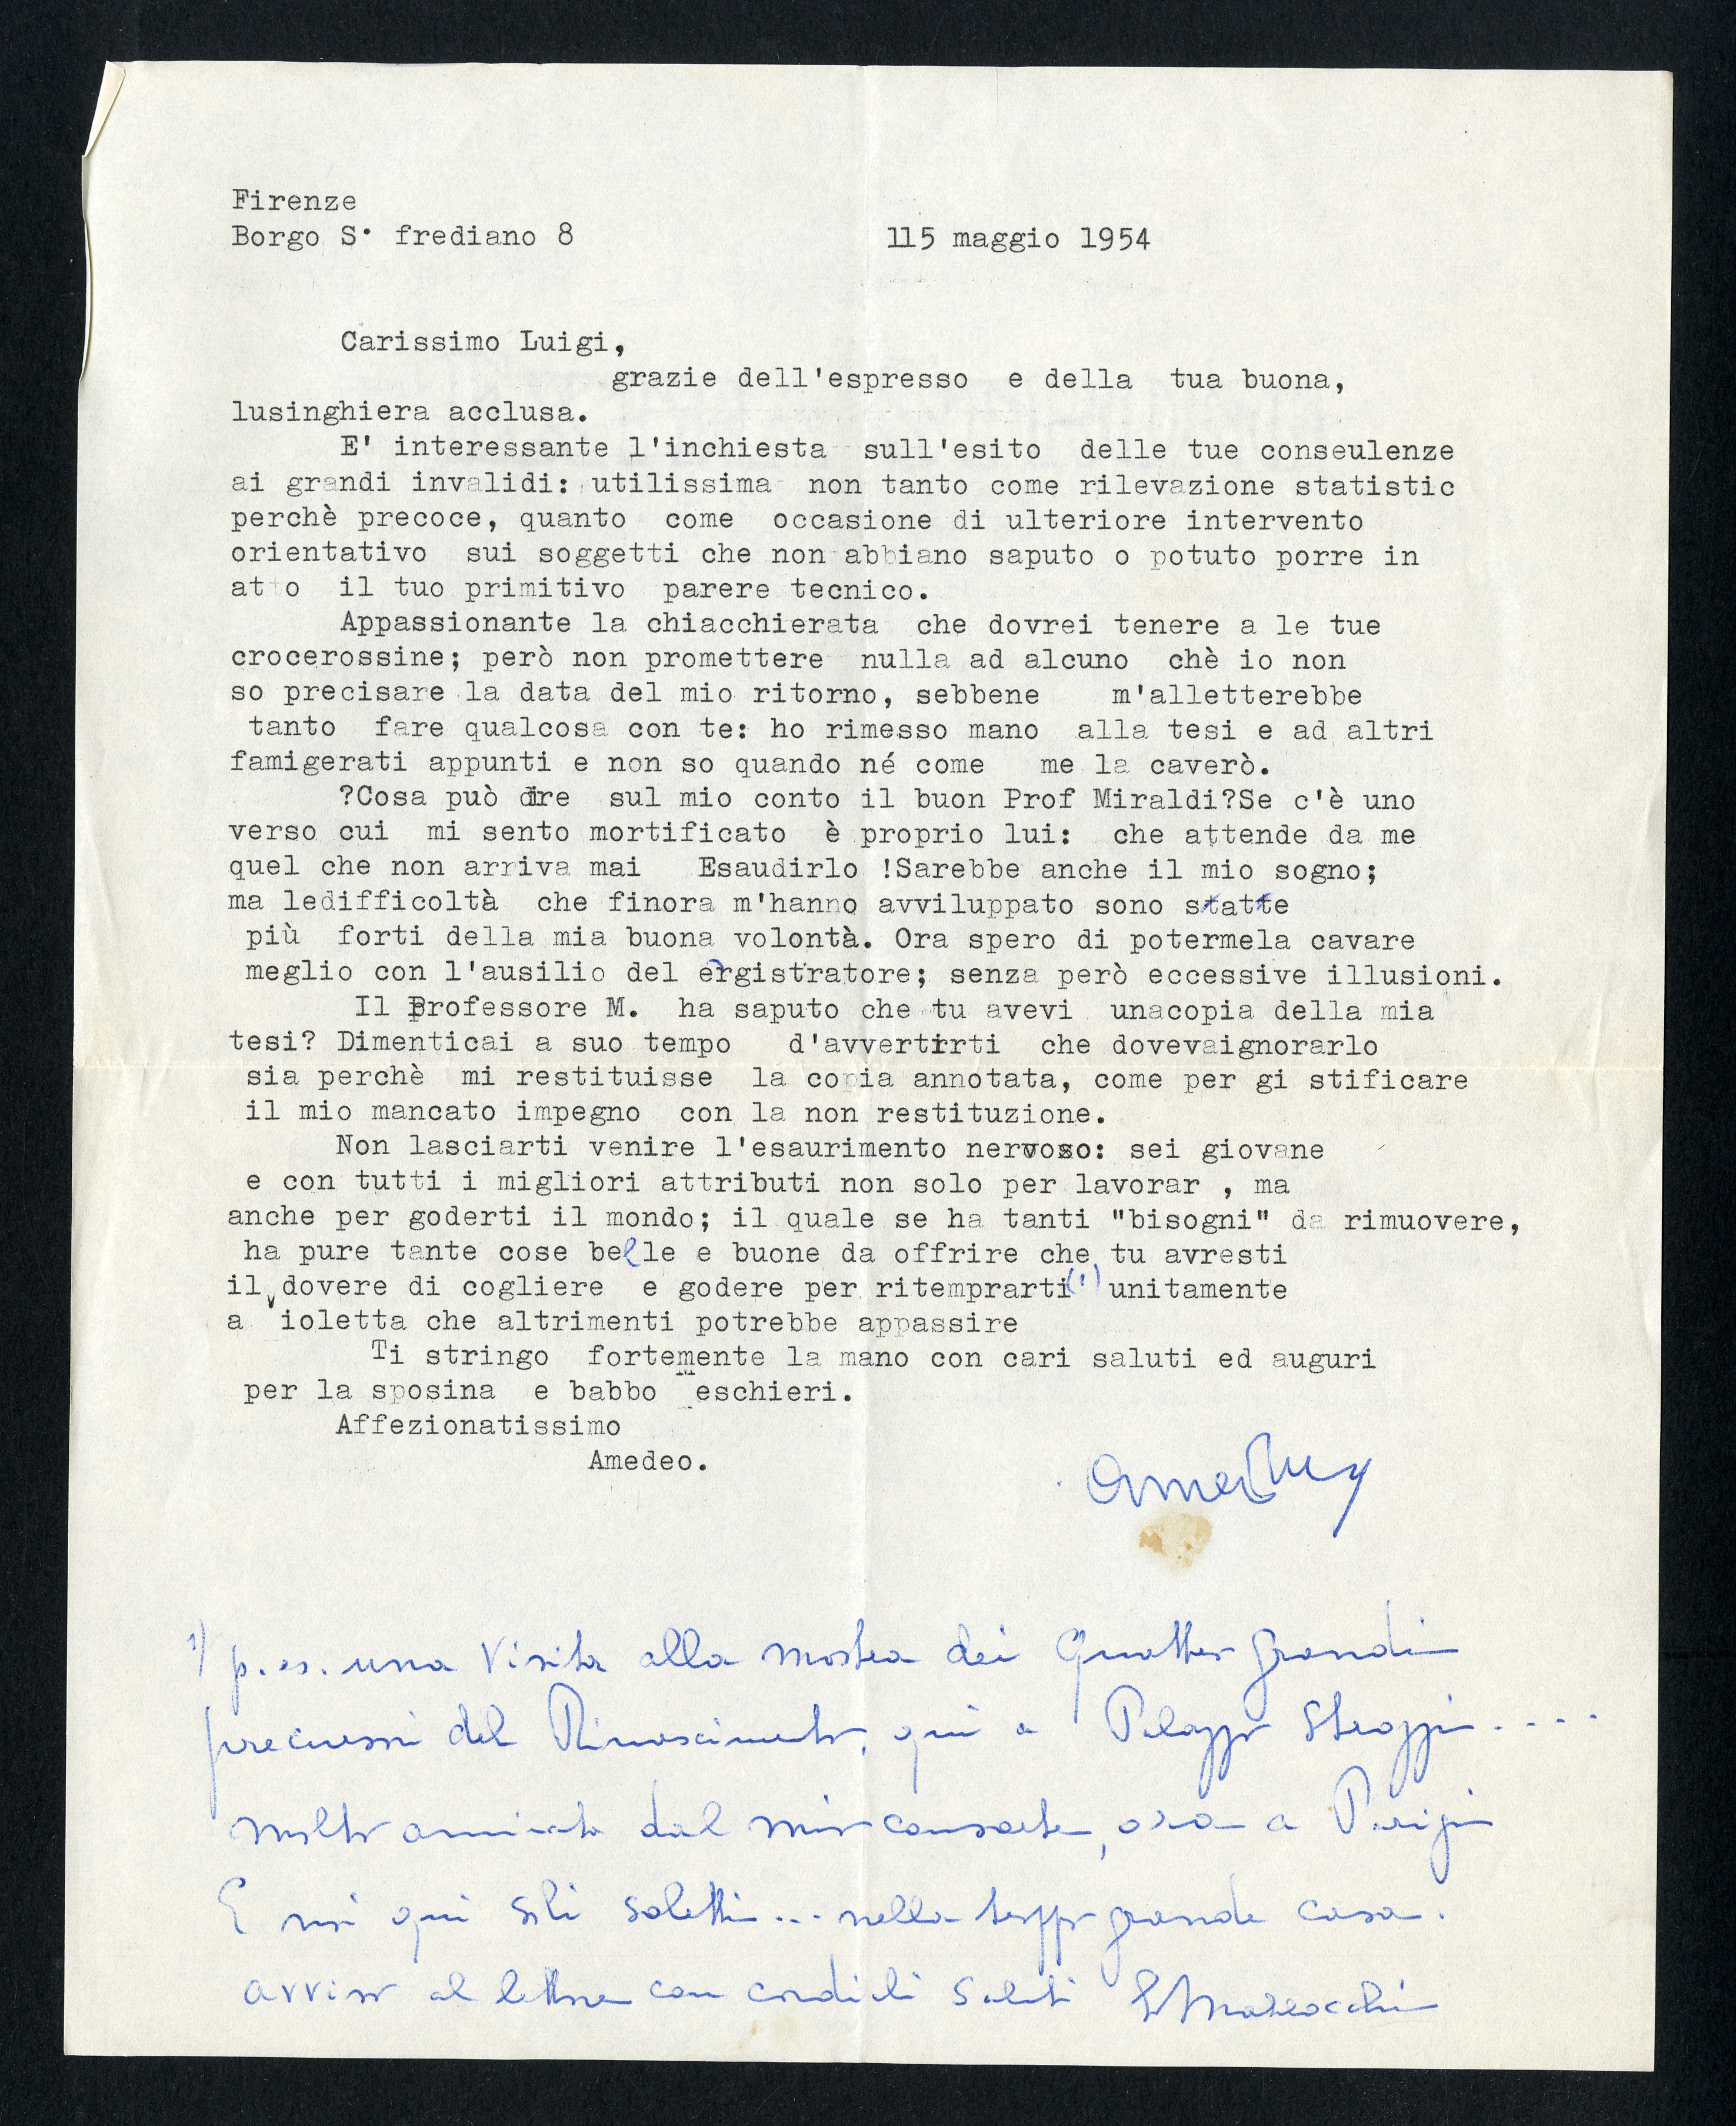 Firenze
Borgo S. frediano 8
115 maggio 1954
Carissimo Luigi,
grazie dell'espresso e della tua buona,
lusinghiera acclusa.
E' interessante l'inchiesta sull'esito delle tue conseulenze
ai grandi invalidi: utilissima non tanto come rilevazione statistic
perchè precoce, quanto come occasione di ulteriore intervento
orientativo sui soggetti che non abbiano saputo o potuto porre in
atto il tuo primitivo parere tecnico.
Appassionante la chiacchierata che dovrei tenere a le tue
crocerossine; però non promettere nulla ad alcuno chè io non
so precisare la data del mio ritorno, sebbene m'alletterebbe
tanto fare qualcosa con te: ho rimesso mano alla tesi e ad altri
famigerati appunti e non so quando né come me la caverò.
?Cosa può dire sul mio conto il buon Prof Miraldi?Se c'è uno
verso cui mi sento mortificato è proprio lui: che attende da me
quel che non arriva mai Esaudirlo !Sarebbe anche il mio sogno;
ma ledifficoltà che finora m'hanno avviluppato sono statte
più forti della mia buona volontà. Ora spero di potermela cavare
meglio con l'ausilio del ergistratore; senza però eccessive illusioni.
Il Professore M. ha saputo che tu avevi unacopia della mia
tesi? Dimenticai a suo tempo d'avvertirti che dovevaignorarlo
sia perchè mi restituisse la copia annotata, come per gi stificare
il mio mancato impegno con la non restituzione.
Non lasciarti venire l'esaurimento nervoso: sei giovane
e con tutti i migliori attributi non solo per lavorar , ma
anche per goderti il mondo; il quale se ha tanti "bisogni" da rimuovere,
ha pure tante cose belle e buone da offrire che tu avresti
il dovere di cogliere e godere per ritemprarti(1) unitamente
a Violetta che altrimenti potrebbe appassire
Ti stringo fortemente la mano con cari saluti ed auguri
per la sposina e babbo Meschieri.
Affezionatissimo
Amedeo.
1) p. es. una visita alla mostra dei Quattro grandi
precursori del Rinascimento, qui a Palazzo Strozzi....
molto ammirata dal mio consorte, ora a Parigi
E noi qui soli soletti... nella troppo grande casa.
avviso al lettore con cordiali saluti